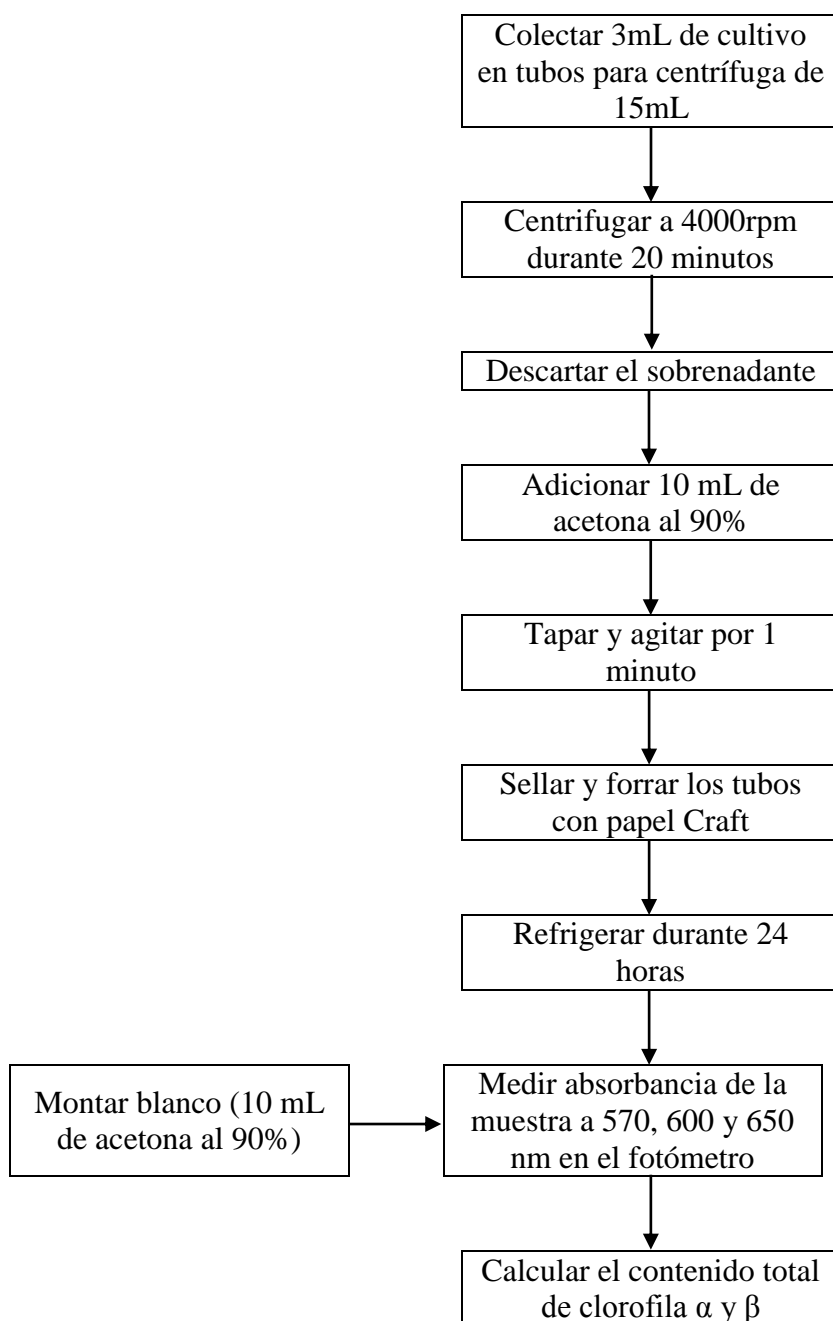 Colectar 3mL de cultivo
en tubos para centrífuga de
15mL
Centrifugar a 4000rpm
durante 20 minutos
Descartar el sobrenadante
Adicionar 10 mL de
acetona al 90%
Tapar y agitar por 1
minuto
Sellar y forrar los tubos
con papel Craft
Refrigerar durante 24
horas
Montar blanco (10 mL
de acetona al 90%)
Medir absorbancia de la
muestra a 570, 600 y 650
nm en el fotómetro
Calcular el contenido total
de clorofila α y β